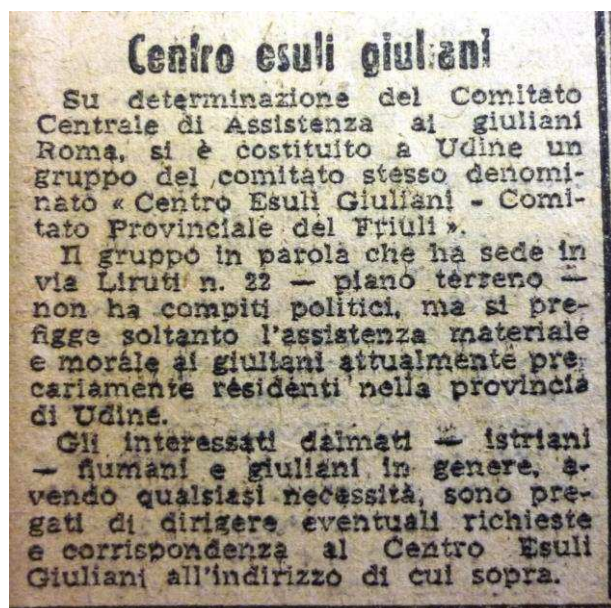 Centro esuli giuliani
Su determinazione del Comitato
Centrale di Assistenza ai giuliani
Roma, si è costituito a Udine un
gruppo del comitato stesso denomi-
nato « Centro Esuli Giuliani - Comi-
tato Provinciale del Friuli ».
Il gruppo in parola che ha sede in
via Liruti n. 22 — piano terreno —
non ha compiti politici, ma si pre-
figge soltanto l'assistenza materiale
e morale ai giuliani attualmente pre
cariamente residenti nella provincia
di Udine.
Gli interessati dalmati — istriani
— fiumani e giuliani in genere, a-
vendo qualsiasi necessità, sono pre-
gati di dirigere eventuali richieste
e corrispondenza al Centro Esuli
Giuliani all'indirizzo di cui sopra.